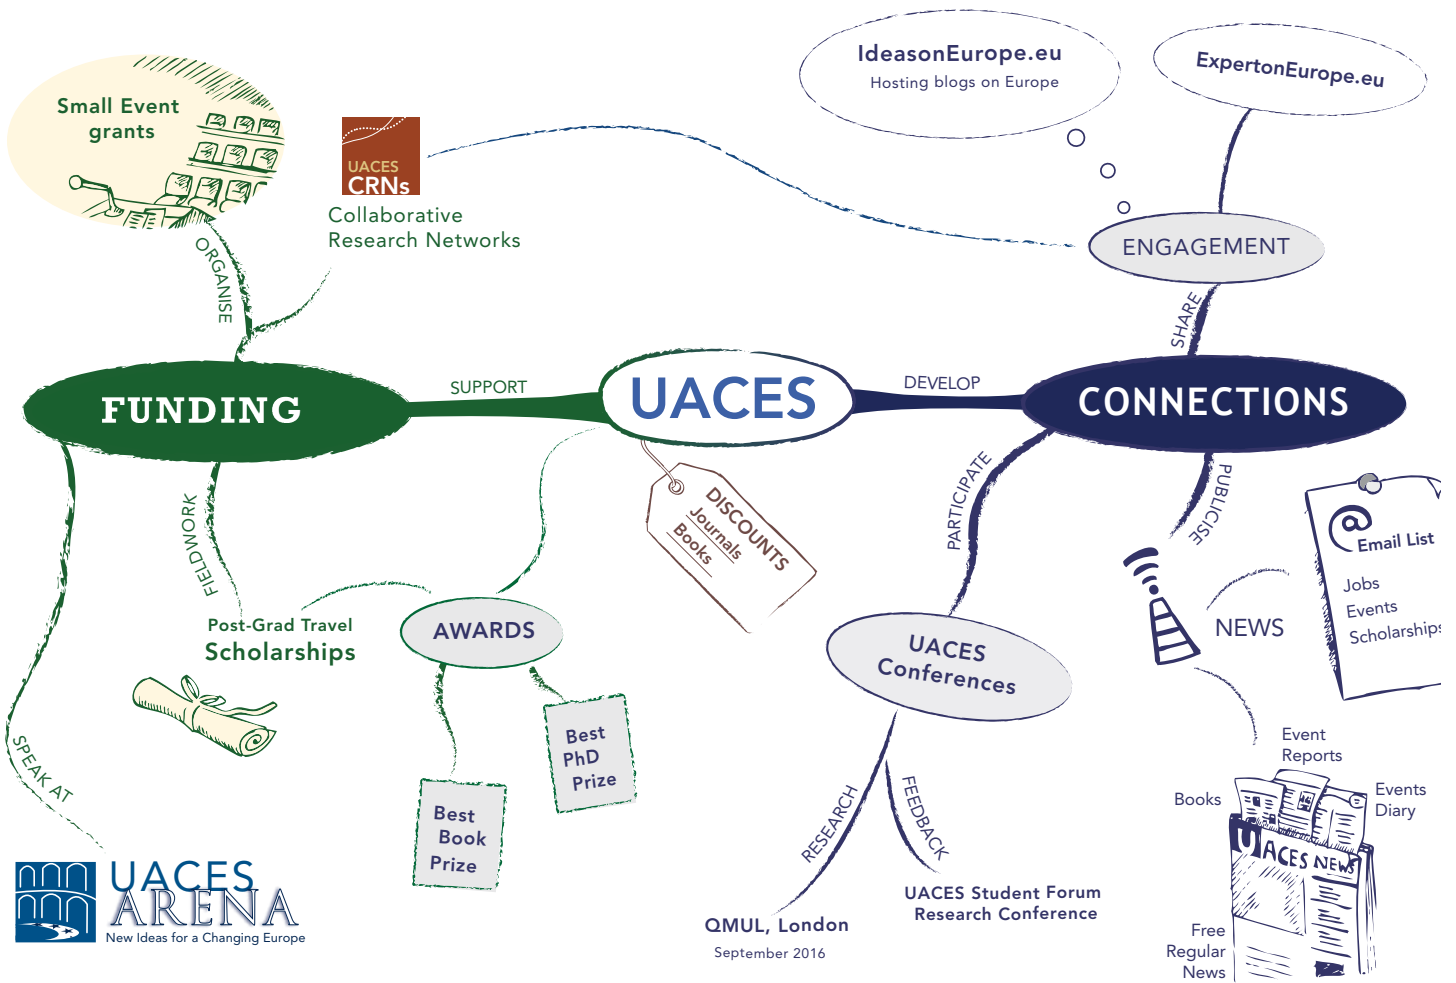 IdeasonEurope.eu
Hosting blogs on Europe
ExpertonEurope.eu
Small Event
grants
UACES
CRNs
Collaborative
Research Networks
ORGANISE
ENGAGEMENT
SHARE
FUNDING
SUPPORT
UACES
DEVELOP
CONNECTIONS
DISCOUNTS
Journals
Books
PARTICIPATE
PUBLICISE
@
Email List
Jobs
Events
Scholarships
FIELDWORK
Post-Grad Travel
Scholarships
AWARDS
NEWS
UACES
Conferences
SPEAK AT
Best
PhD
Prize
Best
Book
Prize
RESEARCH
FEEDBACK
Event
Reports
Books
Events
Diary
UACES NEWS
UACES
ARENA
New Ideas for a Changing Europe
QMUL, London
September 2016
UACES Student Forum
Research Conference
Free
Regular
News